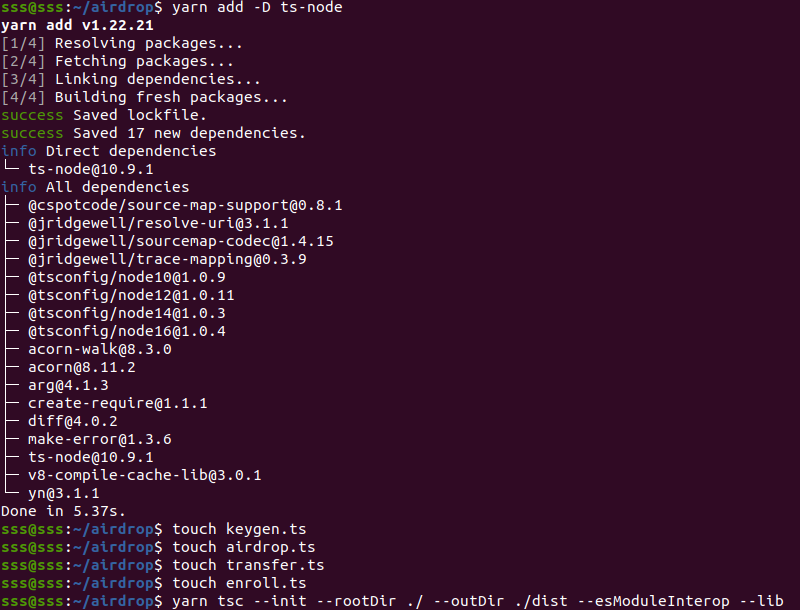 sss@sss:~/airdrop$ yarn add -D ts-node
yarn add v1.22.21
[1/4] Resolving packages...
[2/4] Fetching packages...
[3/4] Linking dependencies...
[4/4] Building fresh packages...
success Saved lockfile.
success Saved 17 new dependencies.
info Direct dependencies
└─ ts-node@10.9.1
info All dependencies
├─ @cspotcode/source-map-support@0.8.1
├─ @jridgewell/resolve-uri@3.1.1
├─ @jridgewell/sourcemap-codec@1.4.15
├─ @jridgewell/trace-mapping@0.3.9
├─ @tsconfig/node10@1.0.9
├─ @tsconfig/node12@1.0.11
├─ @tsconfig/node14@1.0.3
├─ @tsconfig/node16@1.0.4
├─ acorn-walk@8.3.0
├─ acorn@8.11.2
├─ arg@4.1.3
├─ create-require@1.1.1
├─ diff@4.0.2
├─ make-error@1.3.6
├─ ts-node@10.9.1
├─ v8-compile-cache-lib@3.0.1
└─ yn@3.1.1
Done in 5.37s.
sss@sss:~/airdrop$ touch keygen.ts
sss@sss:~/airdrop$ touch airdrop.ts
sss@sss:~/airdrop$ touch transfer.ts
sss@sss:~/airdrop$ touch enroll.ts
sss@sss:~/airdrop$ yarn tsc --init --rootDir ./ --outDir ./dist --esModuleInterop --lib